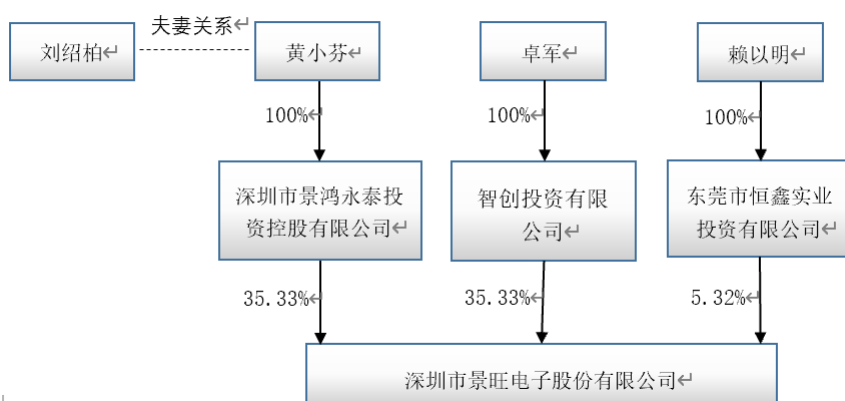 夫妻关系
刘绍柏
黄小芬
卓军
赖以明
100%
100%
100%
深圳市景鸿永泰投
资控股有限公司
智创投资有限
公司
东莞市恒鑫实业
投资有限公司
35.33%
35.33%
5.32%
深圳市景旺电子股份有限公司